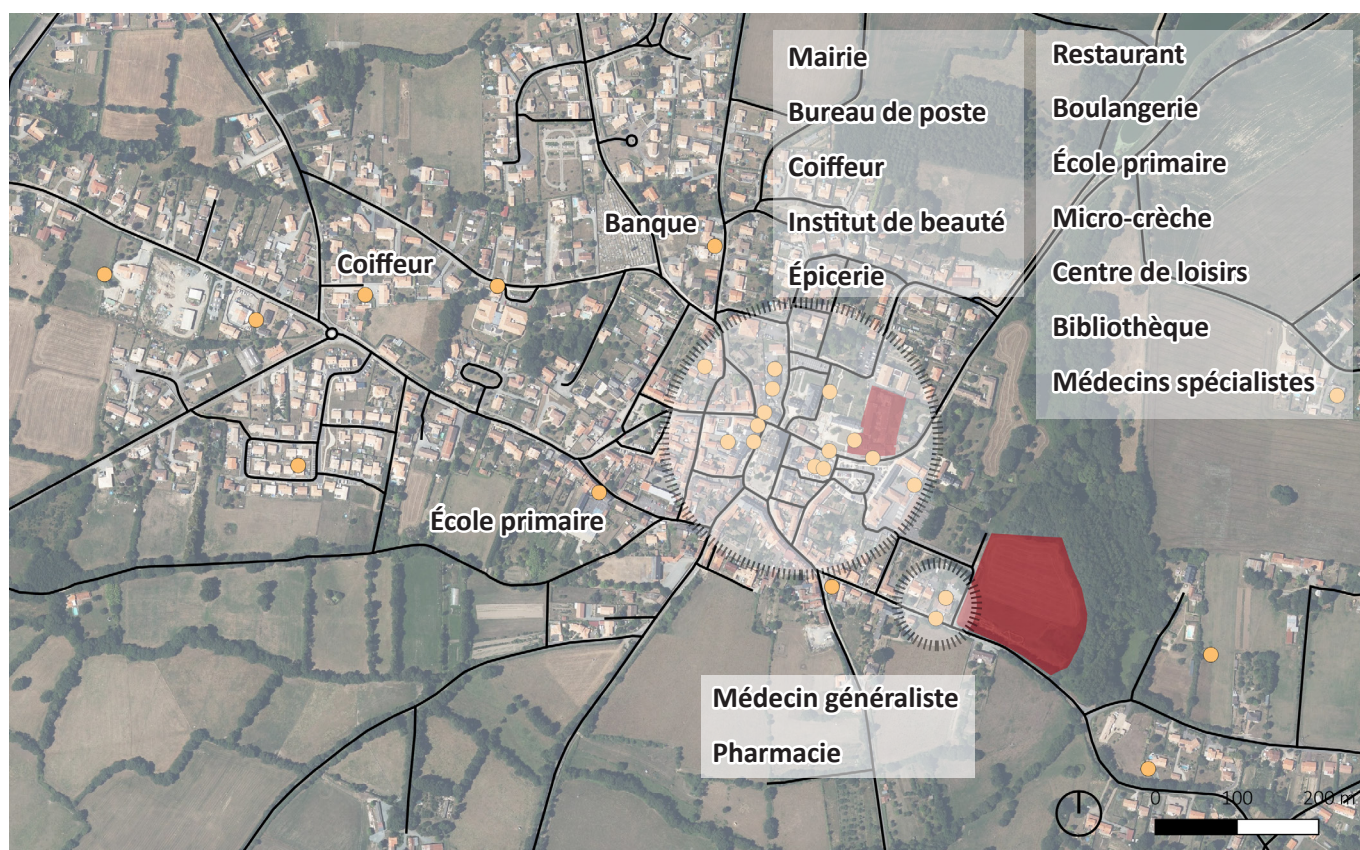 Mairie
Bureau de poste
Coiffeur
Institut de beauté
Épicerie
Restaurant
Boulangerie
École primaire
Micro-crèche
Centre de loisirs
Bibliothèque
Médecins spécialistes
Banque
Coiffeur
École primaire
Médecin généraliste
Pharmacie
0 100 200 m